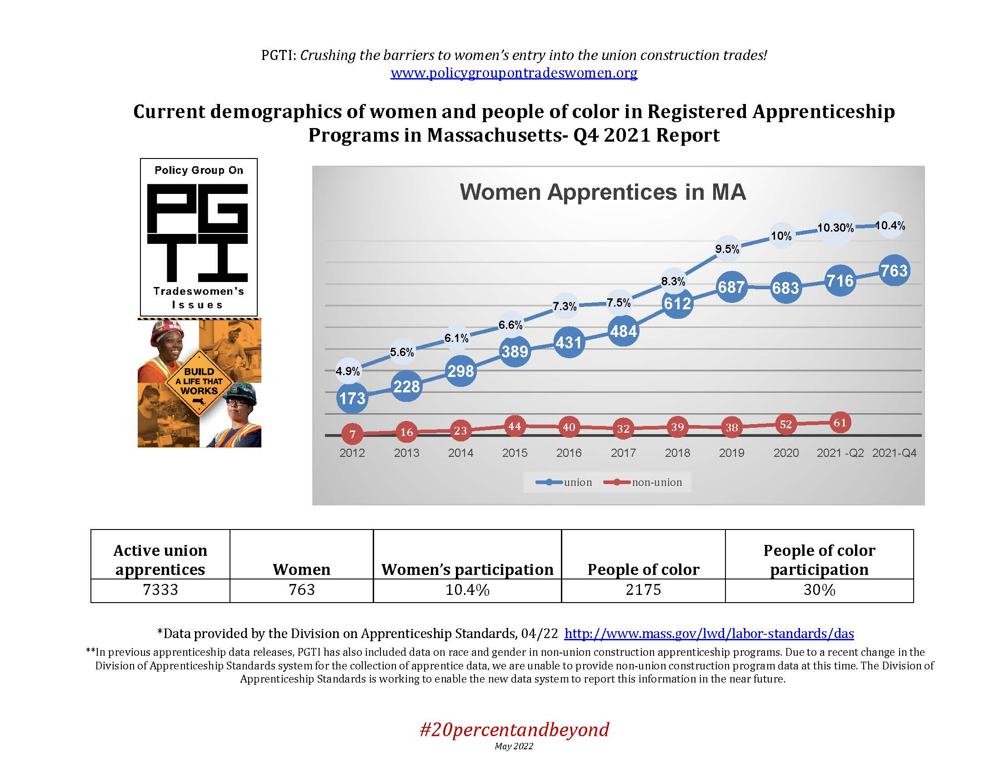 PGTI: Crushing the barriers to women's entry into the union construction trades!
www.policygroupontradeswomen.org
Current demographics of women and people of color in Registered Apprenticeship
Programs in Massachusetts- Q4 2021 Report
Policy Group On
PG
TI
Tradeswomen's
Issues
BUILD
A LIFE THAT
WORKS
Women Apprentices in MA
4.9% 5.6% 6.1% 6.6% 7.3% 7.5% 8.3% 9.5% 10% 10.30% 10.4%
173 228 298 389 431 484 612 687 683 716 763
7 16 23 44 40 32 39 38 52 61
2012 2013 2014 2015 2016 2017 2018 2019 2020 2021 -Q2 2021-Q4
union non-union
Active union
apprentices Women Women's participation People of color People of color
participation
7333 763 10.4% 2175 30%
*Data provided by the Division on Apprenticeship Standards, 04/22 http://www.mass.gov/lwd/labor-standards/das
**In previous apprenticeship data releases, PGTI has also included data on race and gender in non-union construction apprenticeship programs. Due to a recent change in the
Division of Apprenticeship Standards system for the collection of apprentice data, we are unable to provide non-union construction program data at this time. The Division of
Apprenticeship Standards is working to enable the new data system to report this information in the near future.
#20percentandbeyond
May 2022